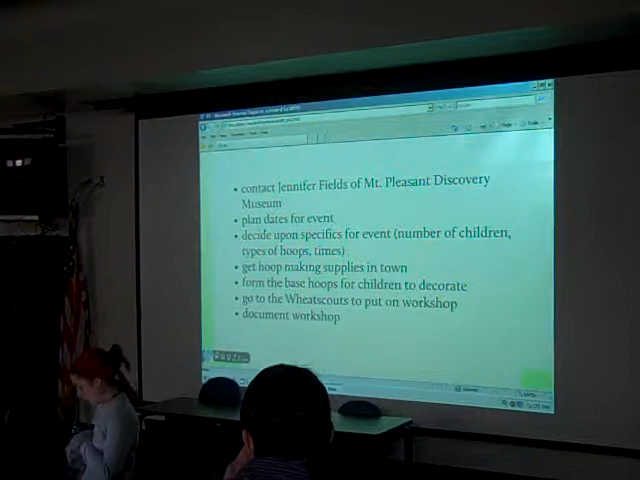 • contact Jennifer Fields of Mt. Pleasant Discovery
Museum
• plan dates for event
• decide upon specifics for event (number of children,
types of hoops, times)
• get hoop making supplies in town
• form the base hoops for children to decorate
• go to the Wheatscouts to put on workshop
• document workshop